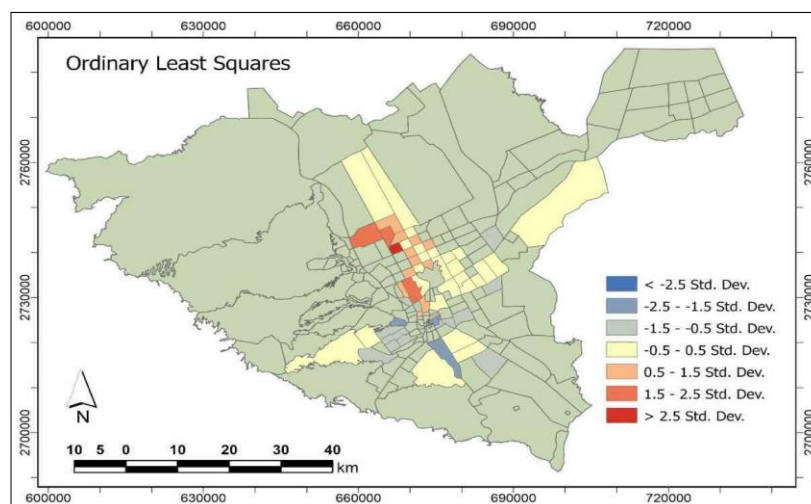 600000 630000 660000 690000 720000
Ordinary Least Squares
2760000 2760000
2730000 2730000
2700000 2700000
< -2.5 Std. Dev.
-2.5 - -1.5 Std. Dev.
-1.5 - -0.5 Std. Dev.
-0.5 - 0.5 Std. Dev.
0.5 - 1.5 Std. Dev.
1.5 - 2.5 Std. Dev.
> 2.5 Std. Dev.
N
10 5 0 10 20 30 40
km
600000 630000 660000 690000 720000